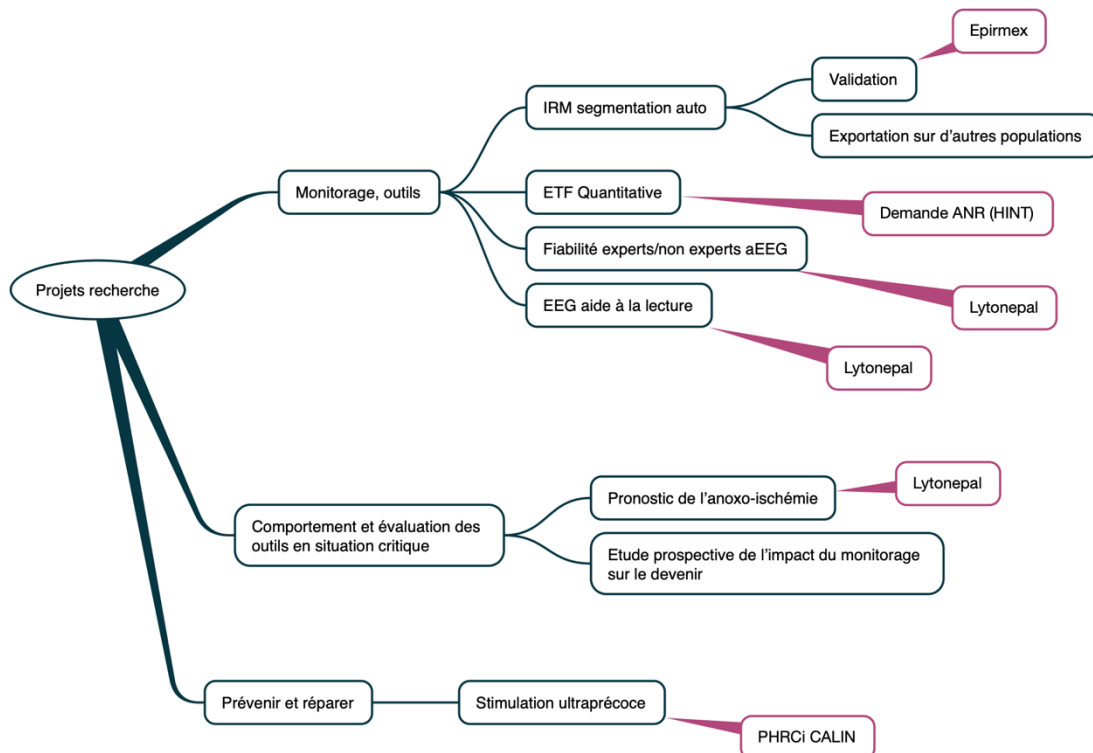 Epirmex
Validation
IRM segmentation auto
Exportation sur d'autres populations
Monitorage, outils
ETF Quantitative
Demande ANR (HINT)
Fiabilité experts/non experts aEEG
Projets recherche
EEG aide à la lecture
Lytonepal
Lytonepal
Lytonepal
Pronostic de l'anoxo-ischémie
Comportement et évaluation des
outils en situation critique
Etude prospective de l'impact du monitorage
sur le devenir
Prévenir et réparer
Stimulation ultraprécoce
PHRCi CALIN